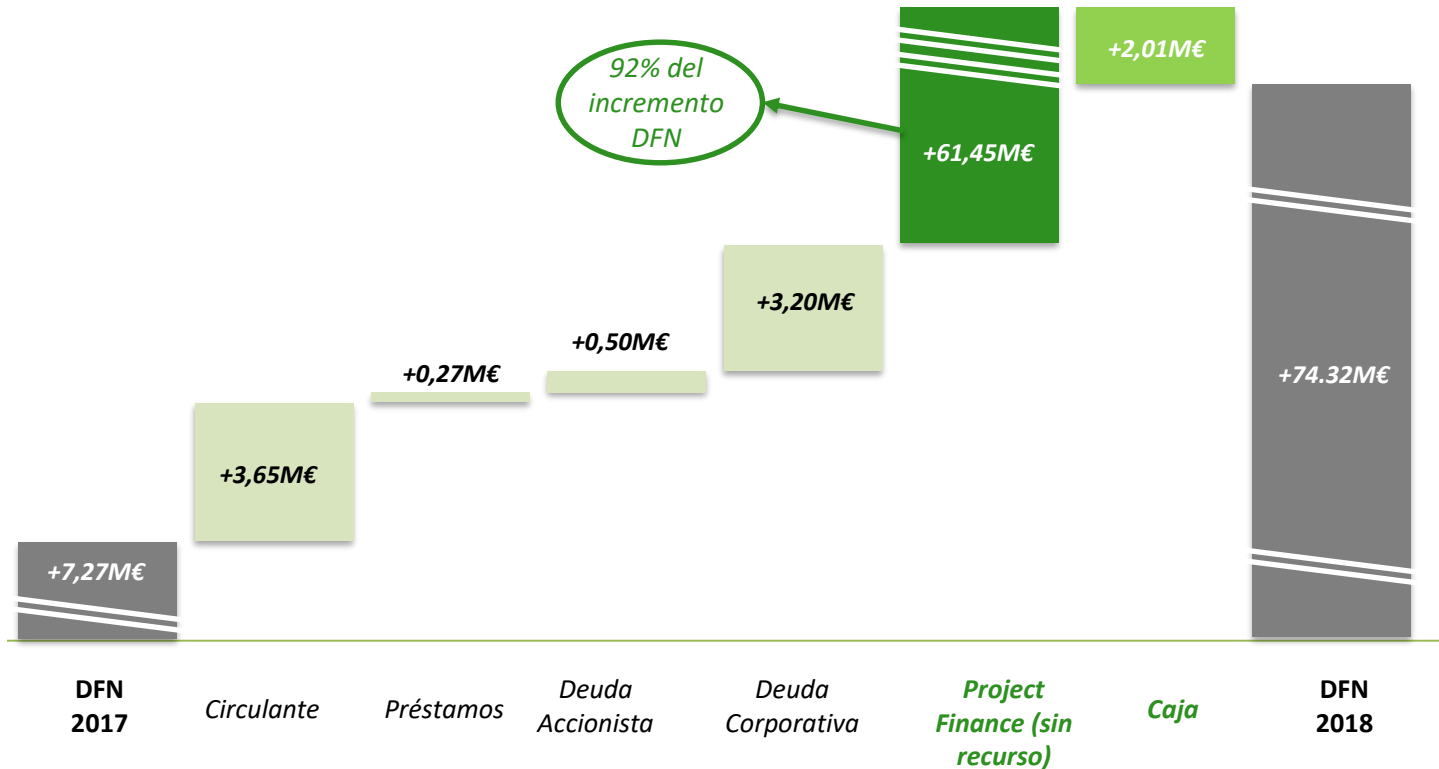 92% del
incremento
DFN
+2,01M€
+61,45M€
+3,20M€
+0,50M€
+0,27M€
+74.32M€
+3,65M€
+7,27M€
DFN
2017
Circulante
Préstamos
Deuda
Accionista
Deuda
Corporativa
Project
Finance (sin
recurso)
Caja
DFN
2018